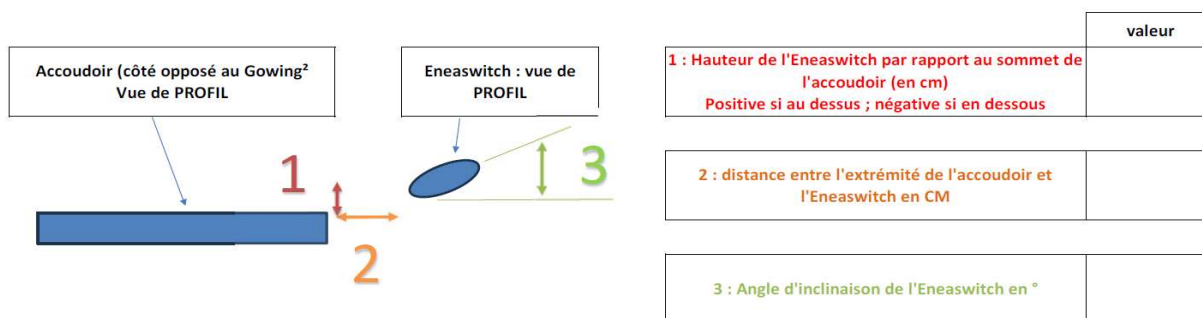 valeur
Accoudoir (côté opposé au Gowing²
Vue de PROFIL
Eneaswitch : vue de
PROFIL
1 : Hauteur de l'Eneaswitch par rapport au sommet de
l'accoudoir (en cm)
Positive si au dessus ; négative si en dessous
1
3
2
2 : distance entre l'extrémité de l'accoudoir et
l'Eneaswitch en CM
3 : Angle d'inclinaison de l'Eneaswitch en °